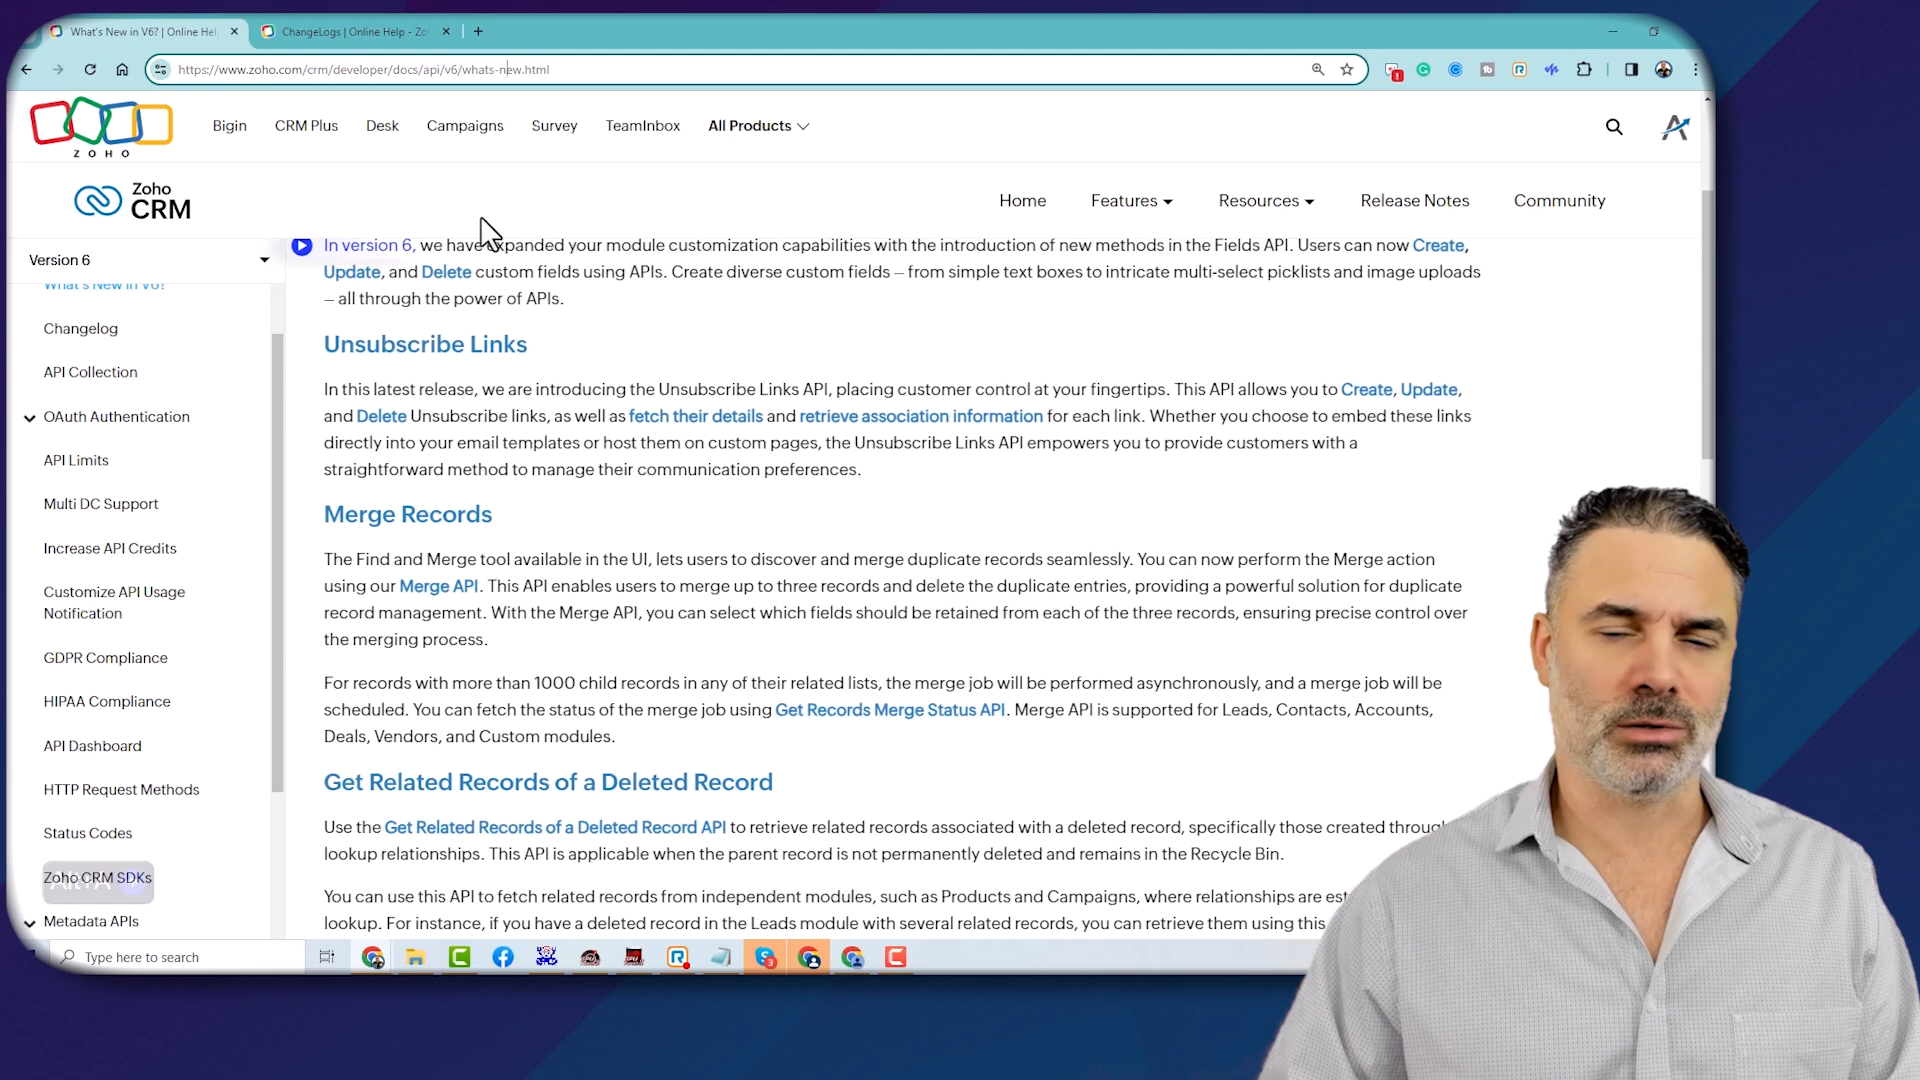 What's New in V6? | Online Hel
ChangeLogs | Online Help - Zo
https://www.zoho.com/crm/developer/docs/api/v6/whats-new.html
ZOHO
Bigin
CRM Plus
Desk
Campaigns
Survey
TeamInbox
All Products
Zoho
CRM
Home
Features
Resources
Release Notes
Community
Version 6
What's New in V6?
Changelog
API Collection
OAuth Authentication
API Limits
Multi DC Support
Increase API Credits
Customize API Usage
Notification
GDPR Compliance
HIPAA Compliance
API Dashboard
HTTP Request Methods
Status Codes
Zoho CRM SDKs
Metadata APIs
In version 6, we have expanded your module customization capabilities with the introduction of new methods in the Fields API. Users can now Create,
Update, and Delete custom fields using APIs. Create diverse custom fields – from simple text boxes to intricate multi-select picklists and image uploads
– all through the power of APIs.
Unsubscribe Links
In this latest release, we are introducing the Unsubscribe Links API, placing customer control at your fingertips. This API allows you to Create, Update,
and Delete Unsubscribe links, as well as fetch their details and retrieve association information for each link. Whether you choose to embed these links
directly into your email templates or host them on custom pages, the Unsubscribe Links API empowers you to provide customers with a
straightforward method to manage their communication preferences.
Merge Records
The Find and Merge tool available in the UI, lets users to discover and merge duplicate records seamlessly. You can now perform the Merge action
using our Merge API. This API enables users to merge up to three records and delete the duplicate entries, providing a powerful solution for duplicate
record management. With the Merge API, you can select which fields should be retained from each of the three records, ensuring precise control over
the merging process.
For records with more than 1000 child records in any of their related lists, the merge job will be performed asynchronously, and a merge job will be
scheduled. You can fetch the status of the merge job using Get Records Merge Status API. Merge API is supported for Leads, Contacts, Accounts,
Deals, Vendors, and Custom modules.
Get Related Records of a Deleted Record
Use the Get Related Records of a Deleted Record API to retrieve related records associated with a deleted record, specifically those created throug
lookup relationships. This API is applicable when the parent record is not permanently deleted and remains in the Recycle Bin.
You can use this API to fetch related records from independent modules, such as Products and Campaigns, where relationships are est
lookup. For instance, if you have a deleted record in the Leads module with several related records, you can retrieve them using this
Type here to search